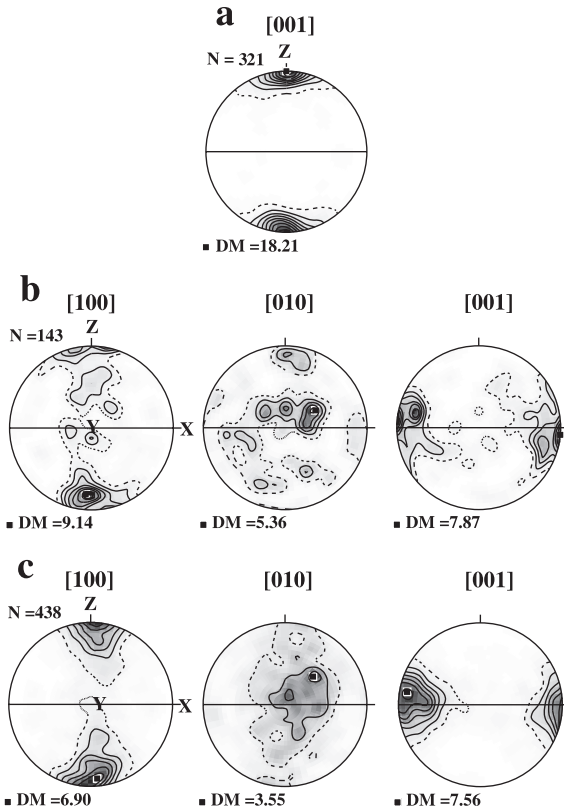 a
[001]
Z
N = 321
■ DM =18.21
b
[100] [010] [001]
Z
N =143
Y
X
■ DM =9.14 ■ DM =5.36 ■ DM =7.87
c
[100] [010] [001]
Z
N =438
Y
X
■ DM =6.90 ■ DM =3.55 ■ DM =7.56